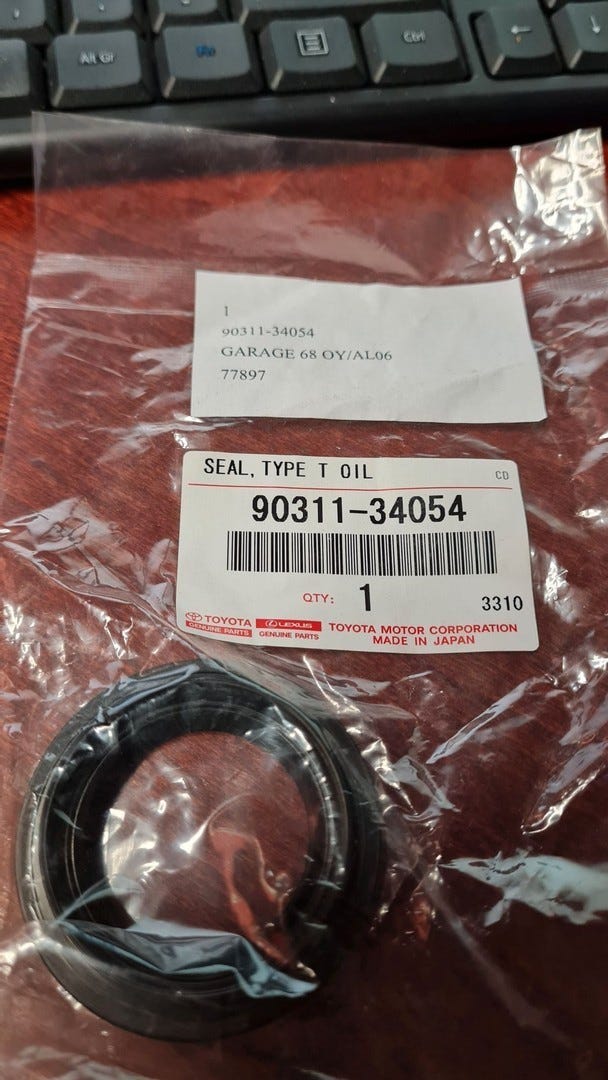 Alt Gr
Ctrl
1
90311-34054
GARAGE 68 OY/AL06
77897
SEAL, TYPE T OIL
CD
90311-34054
QTY: 1
3310
TOYOTA
GENUINE PARTS
LEXUS
GENUINE PARTS
TOYOTA MOTOR CORPORATION
MADE IN JAPAN